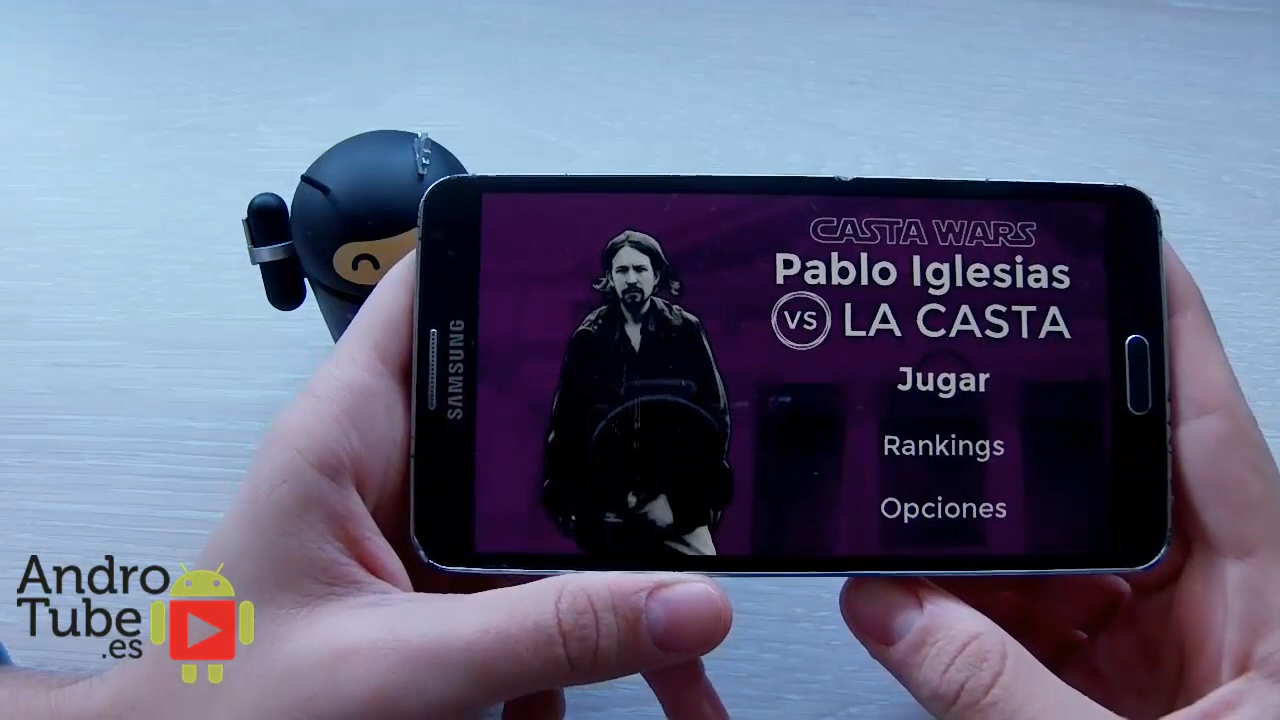 CASTA WARS
Pablo Iglesias
VS LA CASTA
Jugar
Rankings
Opciones
SAMSUNG
Andro
Tube
.es